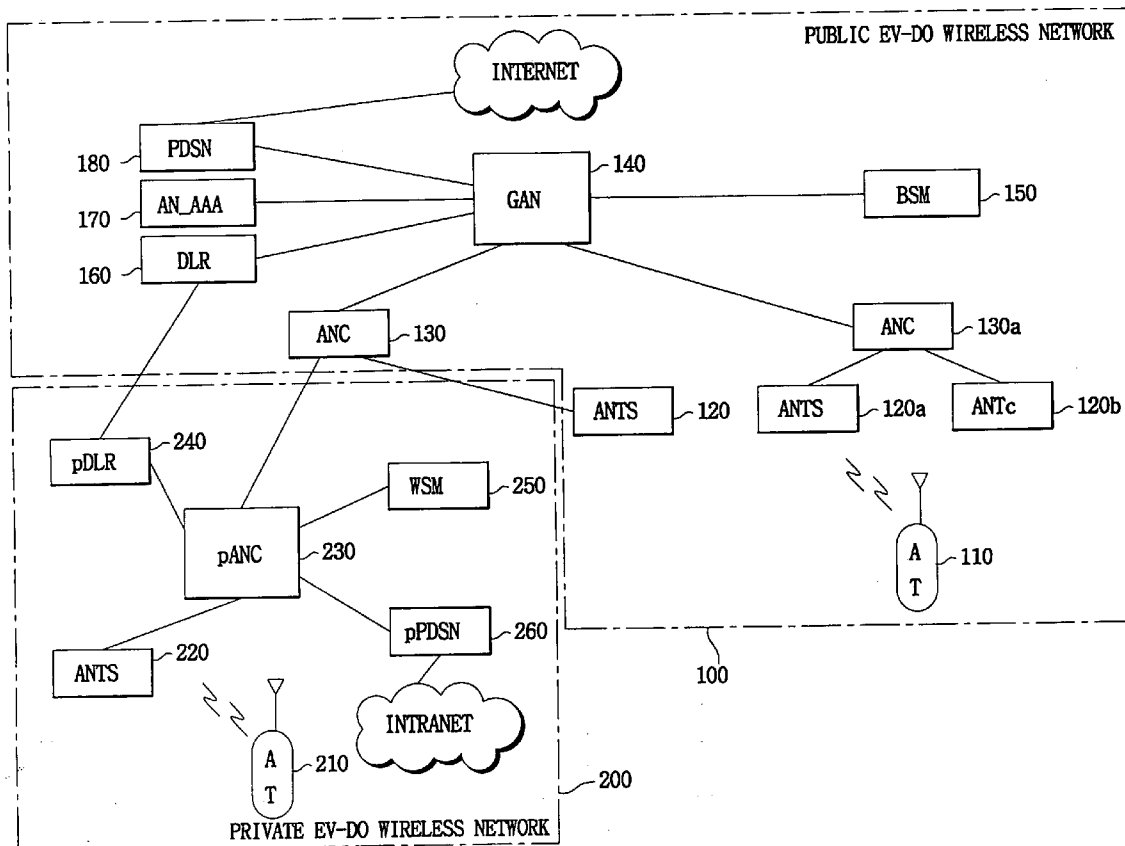 PUBLIC EV-DO WIRELESS NETWORK
INTERNET
PDSN
180
140
AN_AAA
170
GAN
BSM
150
DLR
160
ANC
130
ANC
130a
ANTS
120
ANTS
120a
ANTc
120b
pDLR
240
WSM
250
pANC
230
A
T
110
pPDSN
260
ANTS
220
100
INTRANET
A
T
210
200
PRIVATE EV-DO WIRELESS NETWORK